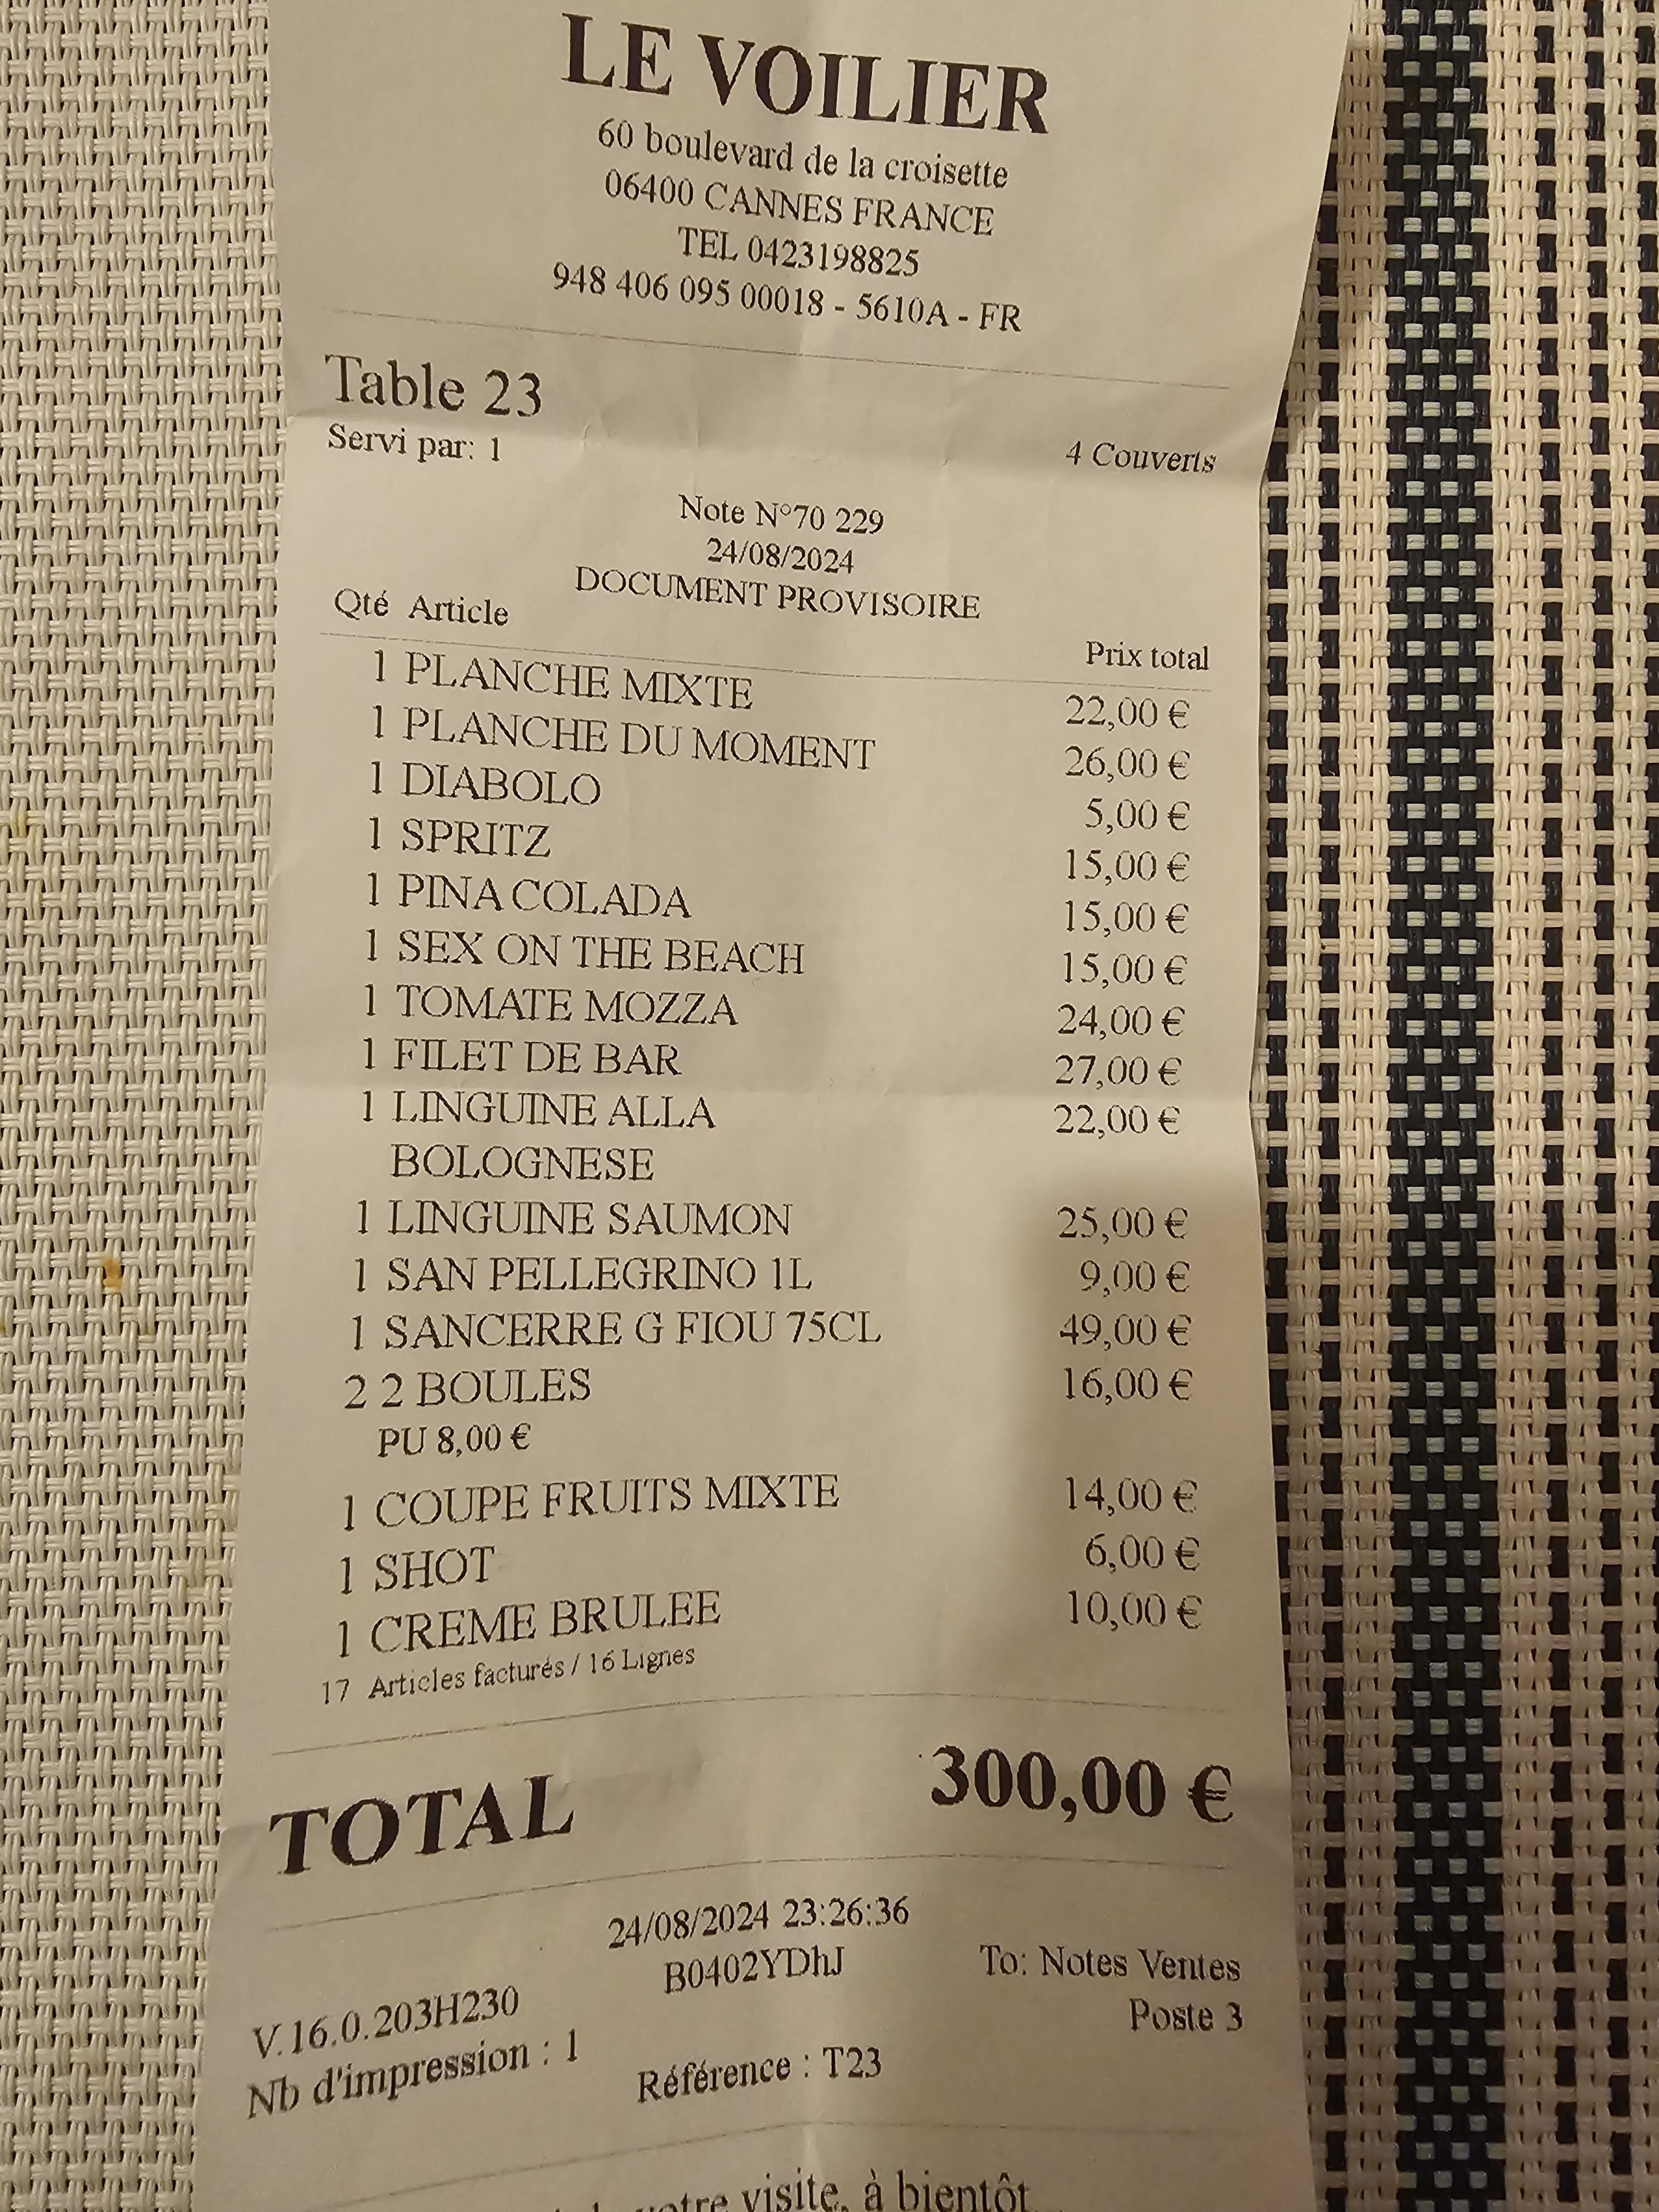 LE VOILIER
60 boulevard de la croisette
06400 CANNES FRANCE
TEL 0423198825
948 406 095 00018 - 5610A - FR
Table 23
Servi par: 1 4 Couverts
Note N°70 229
24/08/2024
DOCUMENT PROVISOIRE
Qté Article Prix total
1 PLANCHE MIXTE 22,00 €
1 PLANCHE DU MOMENT 26,00 €
1 DIABOLO 5,00 €
1 SPRITZ 15,00 €
1 PINA COLADA 15,00 €
1 SEX ON THE BEACH 15,00 €
1 TOMATE MOZZA 24,00 €
1 FILET DE BAR 27,00 €
1 LINGUINE ALLA 22,00 €
BOLOGNESE
1 LINGUINE SAUMON 25,00 €
1 SAN PELLEGRINO 1L 9,00 €
1 SANCERRE G FIOU 75CL 49,00 €
2 2 BOULES 16,00 €
PU 8,00 €
1 COUPE FRUITS MIXTE 14,00 €
1 SHOT 6,00 €
1 CREME BRULEE 10,00 €
17 Articles facturés / 16 Lignes
TOTAL 300,00 €
24/08/2024 23:26:36
B0402YDhJ To: Notes Ventes
V.16.0.203H230 Poste 3
Nb d'impression : 1 Référence : T23
votre visite, à bientôt